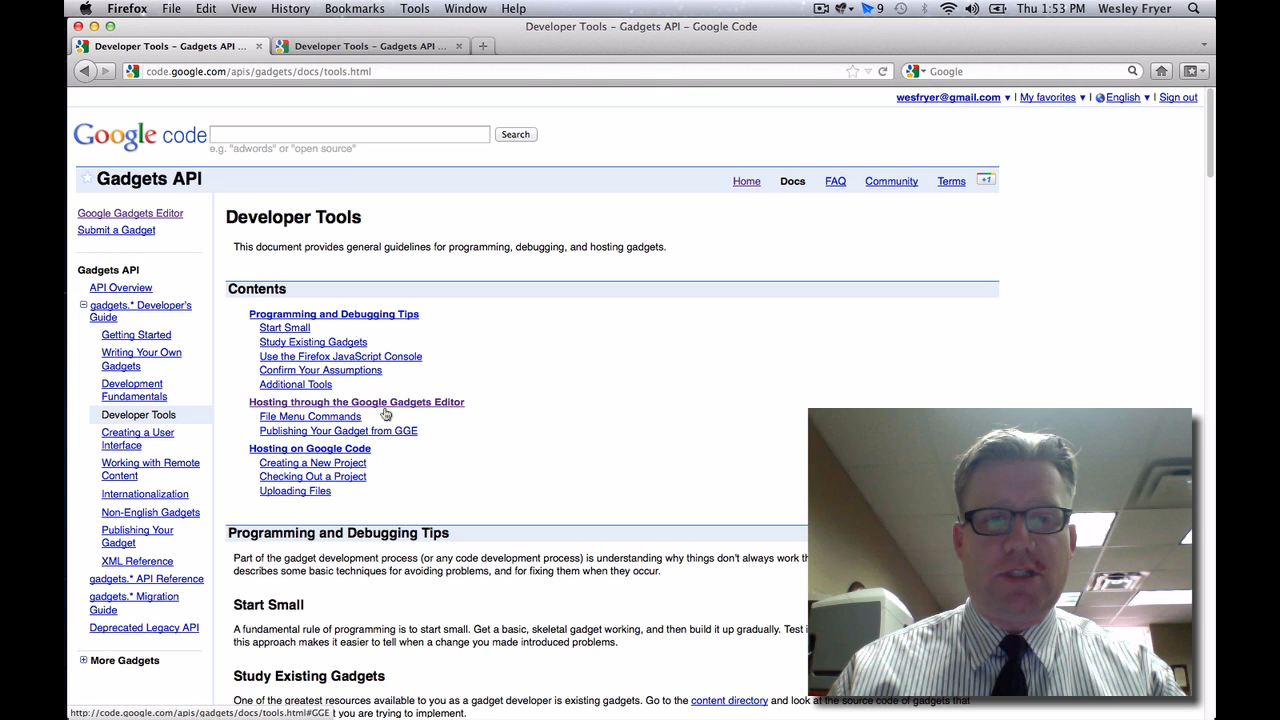 Firefox File Edit View History Bookmarks Tools Window Help 9 Thu 1:53 PM Wesley Fryer
Developer Tools – Gadgets API – Google Code
Developer Tools – Gadgets API ... Developer Tools – Gadgets API ...
code.google.com/apis/gadgets/docs/tools.html Google
wesfryer@gmail.com | My favorites | English | Sign out
Google code Search
e.g. "adwords" or "open source"
Gadgets API Home Docs FAQ Community Terms +1
Google Gadgets Editor
Submit a Gadget
Gadgets API
API Overview
gadgets.* Developer's
Guide
Getting Started
Writing Your Own
Gadgets
Development
Fundamentals
Developer Tools
Creating a User
Interface
Working with Remote
Content
Internationalization
Non-English Gadgets
Publishing Your
Gadget
XML Reference
gadgets.* API Reference
gadgets.* Migration
Guide
Deprecated Legacy API
More Gadgets
Developer Tools
This document provides general guidelines for programming, debugging, and hosting gadgets.
Contents
Programming and Debugging Tips
Start Small
Study Existing Gadgets
Use the Firefox JavaScript Console
Confirm Your Assumptions
Additional Tools
Hosting through the Google Gadgets Editor
File Menu Commands
Publishing Your Gadget from GGE
Hosting on Google Code
Creating a New Project
Checking Out a Project
Uploading Files
Programming and Debugging Tips
Part of the gadget development process (or any code development process) is understanding why things don't always work
describes some basic techniques for avoiding problems, and for fixing them when they occur.
Start Small
A fundamental rule of programming is to start small. Get a basic, skeletal gadget working, and then build it up gradually. Test
this approach makes it easier to tell when a change you made introduced problems.
Study Existing Gadgets
One of the greatest resources available to you as a gadget developer is existing gadgets. Go to the content directory and look at the source code of gadgets that
http://code.google.com/apis/gadgets/docs/tools.html#GGE t you are trying to implement.